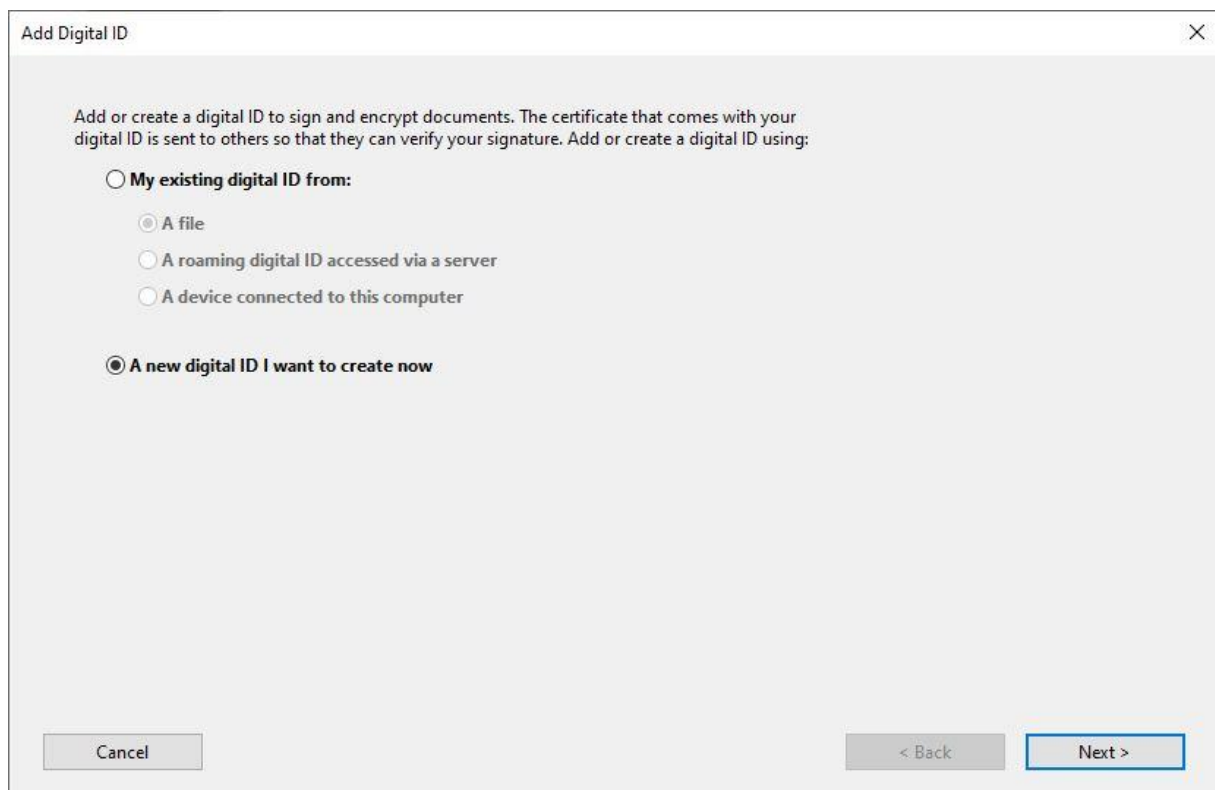 Add Digital ID
Add or create a digital ID to sign and encrypt documents. The certificate that comes with your
digital ID is sent to others so that they can verify your signature. Add or create a digital ID using:
My existing digital ID from:
A file
A roaming digital ID accessed via a server
A device connected to this computer
A new digital ID I want to create now
Cancel
< Back
Next >